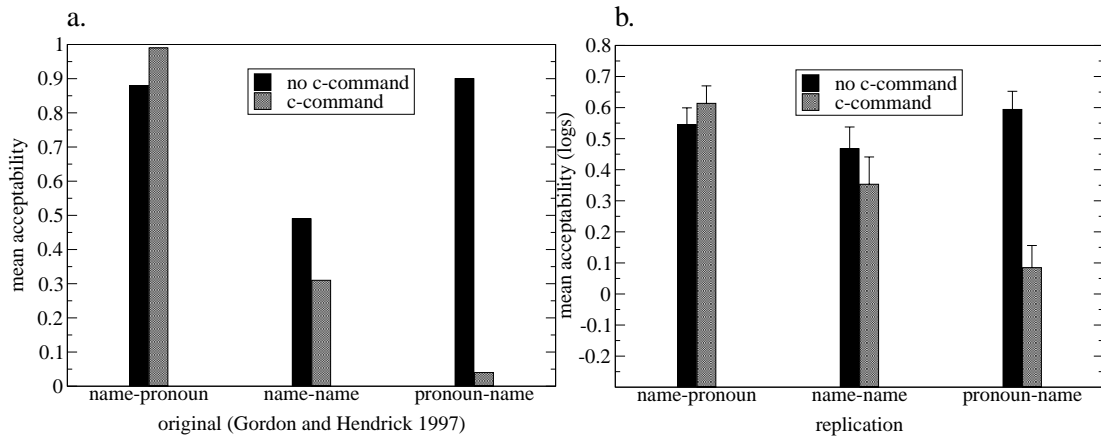 a.
mean acceptability
1
0.9
0.8
0.7
0.6
0.5
0.4
0.3
0.2
0.1
0
no c-command
c-command
name-pronoun name-name pronoun-name
original (Gordon and Hendrick 1997)
b.
mean acceptability (logs)
0.8
0.7
0.6
0.5
0.4
0.3
0.2
0.1
0
-0.1
-0.2
no c-command
c-command
name-pronoun name-name pronoun-name
replication